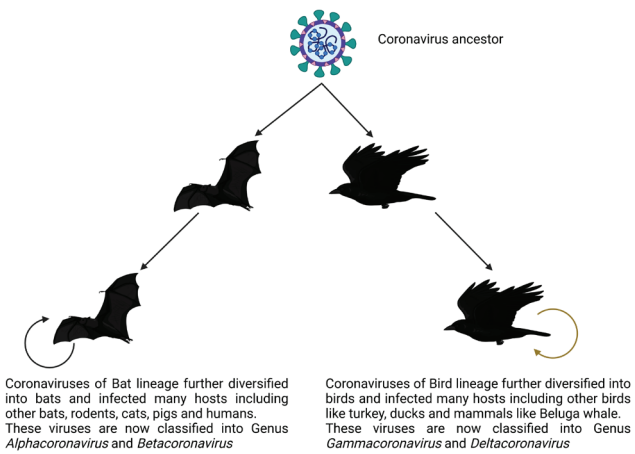 Coronavirus ancestor
Coronaviruses of Bat lineage further diversified
into bats and infected many hosts including
other bats, rodents, cats, pigs and humans.
These viruses are now classified into Genus
Alphacoronavirus and Betacoronavirus
Coronaviruses of Bird lineage further diversified into
birds and infected many hosts including other birds
like turkey, ducks and mammals like Beluga whale.
These viruses are now classified into Genus
Gammacoronavirus and Deltacoronavirus